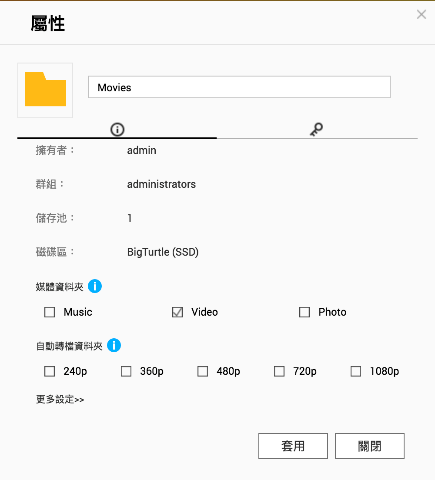 屬性
Movies
擁有者： admin
群組： administrators
儲存池： 1
磁碟區： BigTurtle (SSD)
媒體資料夾
Music Video Photo
自動轉檔資料夾
240p 360p 480p 720p 1080p
更多設定>>
套用 關閉